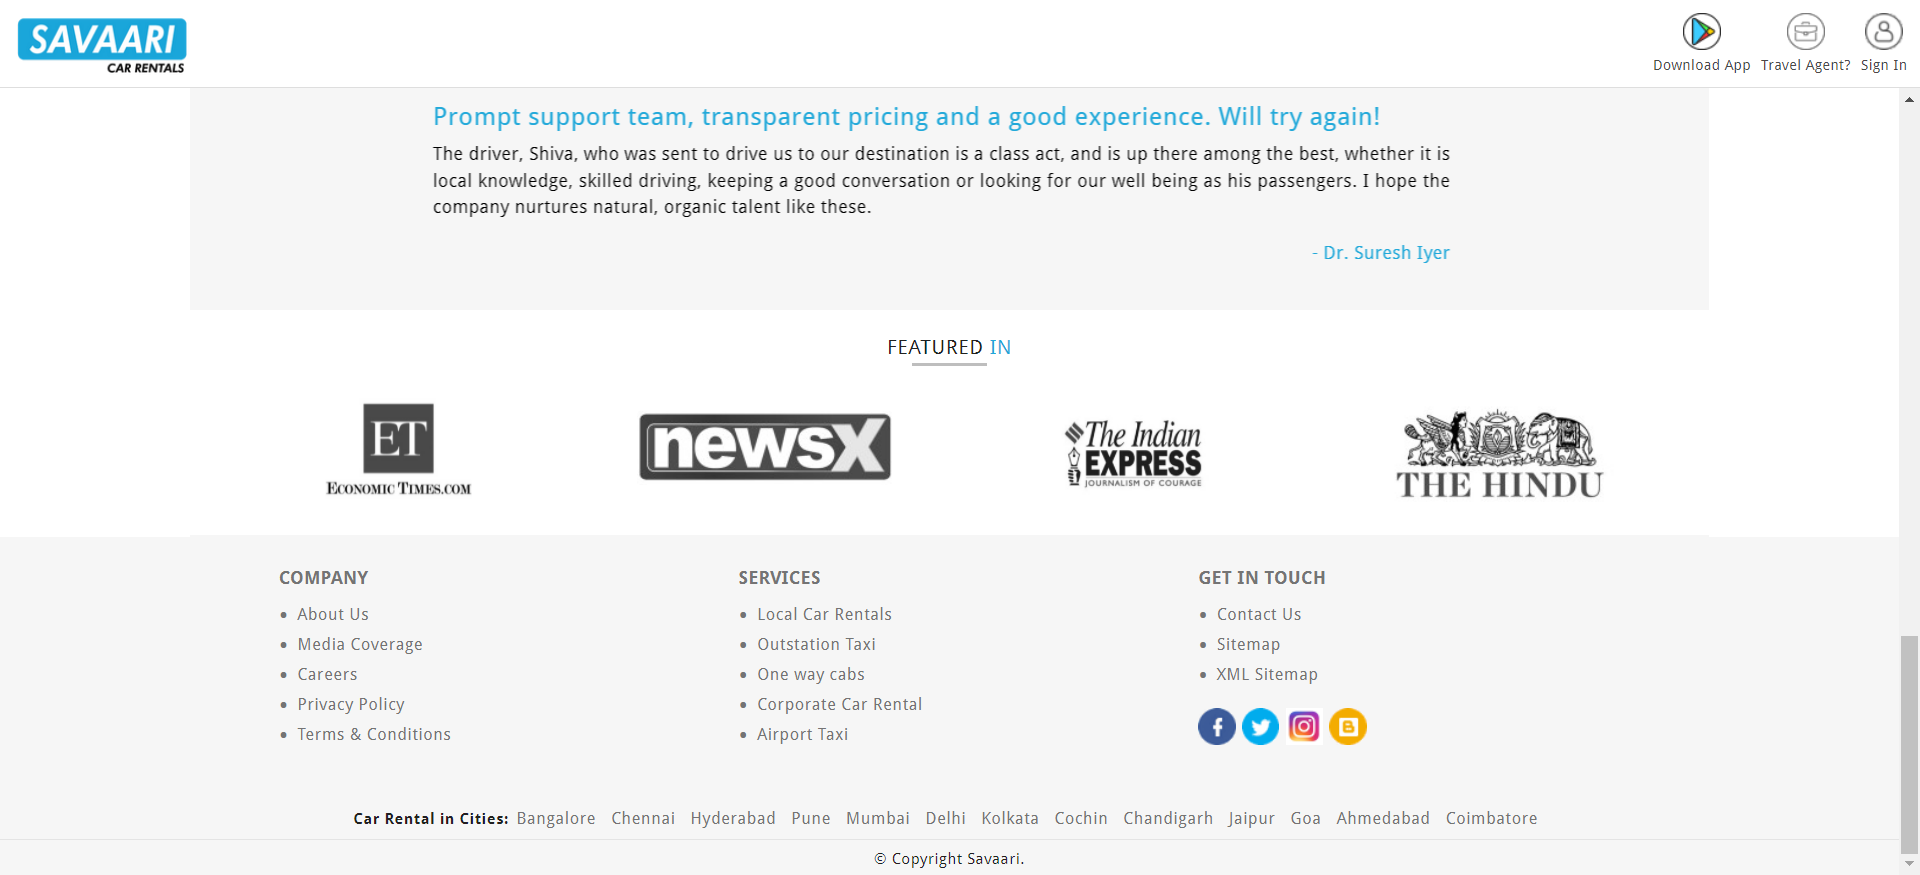 SAVAARI
CAR RENTALS
Download App
Travel Agent?
Sign In
Prompt support team, transparent pricing and a good experience. Will try again!
The driver, Shiva, who was sent to drive us to our destination is a class act, and is up there among the best, whether it is
local knowledge, skilled driving, keeping a good conversation or looking for our well being as his passengers. I hope the
company nurtures natural, organic talent like these.
- Dr. Suresh Iyer
FEATURED IN
ET
ECONOMIC TIMES.COM
newsX
The Indian
EXPRESS
JOURNALISM OF COURAGE
THE HINDU
COMPANY
About Us
Media Coverage
Careers
Privacy Policy
Terms & Conditions
SERVICES
Local Car Rentals
Outstation Taxi
One way cabs
Corporate Car Rental
Airport Taxi
GET IN TOUCH
Contact Us
Sitemap
XML Sitemap
Car Rental in Cities: Bangalore Chennai Hyderabad Pune Mumbai Delhi Kolkata Cochin Chandigarh Jaipur Goa Ahmedabad Coimbatore
© Copyright Savaari.